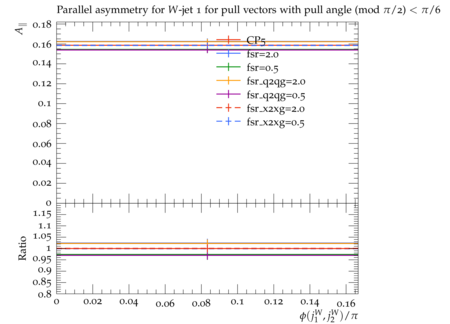 Parallel asymmetry for W-jet 1 for pull vectors with pull angle (mod π/2) < π/6
A∥
0.18
0.16
0.14
0.12
0.1
0.08
0.06
0.04
0.02
0
CP5
fsr=2.0
fsr=0.5
fsr_q2qg=2.0
fsr_q2qg=0.5
fsr_x2xg=2.0
fsr_x2xg=0.5
Ratio
1.15
1.1
1.05
1
0.95
0.9
0.85
0.8
0 0.02 0.04 0.06 0.08 0.1 0.12 0.14 0.16
ϕ(j₁ᵂ, j₂ᵂ)/π